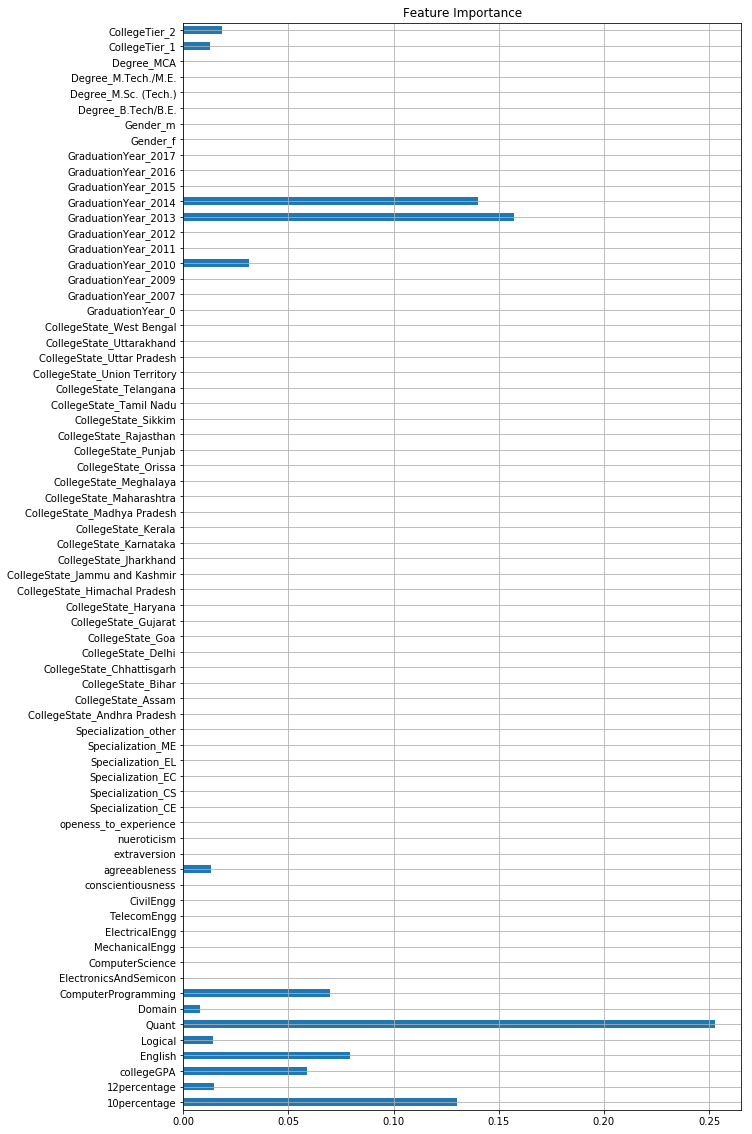 Feature Importance
CollegeTier_2
CollegeTier_1
Degree_MCA
Degree_M.Tech./M.E.
Degree_M.Sc. (Tech.)
Degree_B.Tech/B.E.
Gender_m
Gender_f
GraduationYear_2017
GraduationYear_2016
GraduationYear_2015
GraduationYear_2014
GraduationYear_2013
GraduationYear_2012
GraduationYear_2011
GraduationYear_2010
GraduationYear_2009
GraduationYear_2007
GraduationYear_0
CollegeState_West Bengal
CollegeState_Uttarakhand
CollegeState_Uttar Pradesh
CollegeState_Union Territory
CollegeState_Telangana
CollegeState_Tamil Nadu
CollegeState_Sikkim
CollegeState_Rajasthan
CollegeState_Punjab
CollegeState_Orissa
CollegeState_Meghalaya
CollegeState_Maharashtra
CollegeState_Madhya Pradesh
CollegeState_Kerala
CollegeState_Karnataka
CollegeState_Jharkhand
CollegeState_Jammu and Kashmir
CollegeState_Himachal Pradesh
CollegeState_Haryana
CollegeState_Gujarat
CollegeState_Goa
CollegeState_Delhi
CollegeState_Chhattisgarh
CollegeState_Bihar
CollegeState_Assam
CollegeState_Andhra Pradesh
Specialization_other
Specialization_ME
Specialization_EL
Specialization_EC
Specialization_CS
Specialization_CE
openess_to_experience
nueroticism
extraversion
agreeableness
conscientiousness
CivilEngg
TelecomEngg
ElectricalEngg
MechanicalEngg
ComputerScience
ElectronicsAndSemicon
ComputerProgramming
Domain
Quant
Logical
English
collegeGPA
12percentage
10percentage
0.00 0.05 0.10 0.15 0.20 0.25